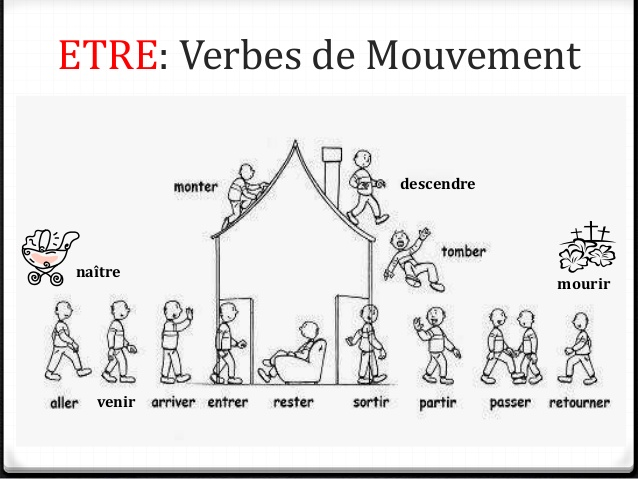 ETRE: Verbes de Mouvement
monter
descendre
tomber
naître
mourir
aller venir arriver entrer rester sortir partir passer retourner